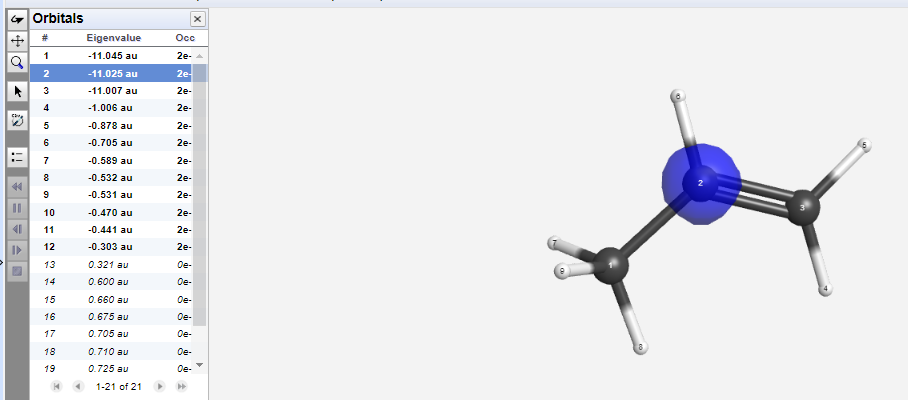 Orbitals
# Eigenvalue Occ
1 -11.045 au 2e-
2 -11.025 au 2e-
3 -11.007 au 2e-
4 -1.006 au 2e-
5 -0.878 au 2e-
6 -0.705 au 2e-
7 -0.589 au 2e-
8 -0.532 au 2e-
9 -0.531 au 2e-
10 -0.470 au 2e-
11 -0.441 au 2e-
12 -0.303 au 2e-
13 0.321 au 0e-
14 0.600 au 0e-
15 0.660 au 0e-
16 0.675 au 0e-
17 0.705 au 0e-
18 0.710 au 0e-
19 0.725 au 0e-
1-21 of 21
6
5
2
3
7
9
1
4
8